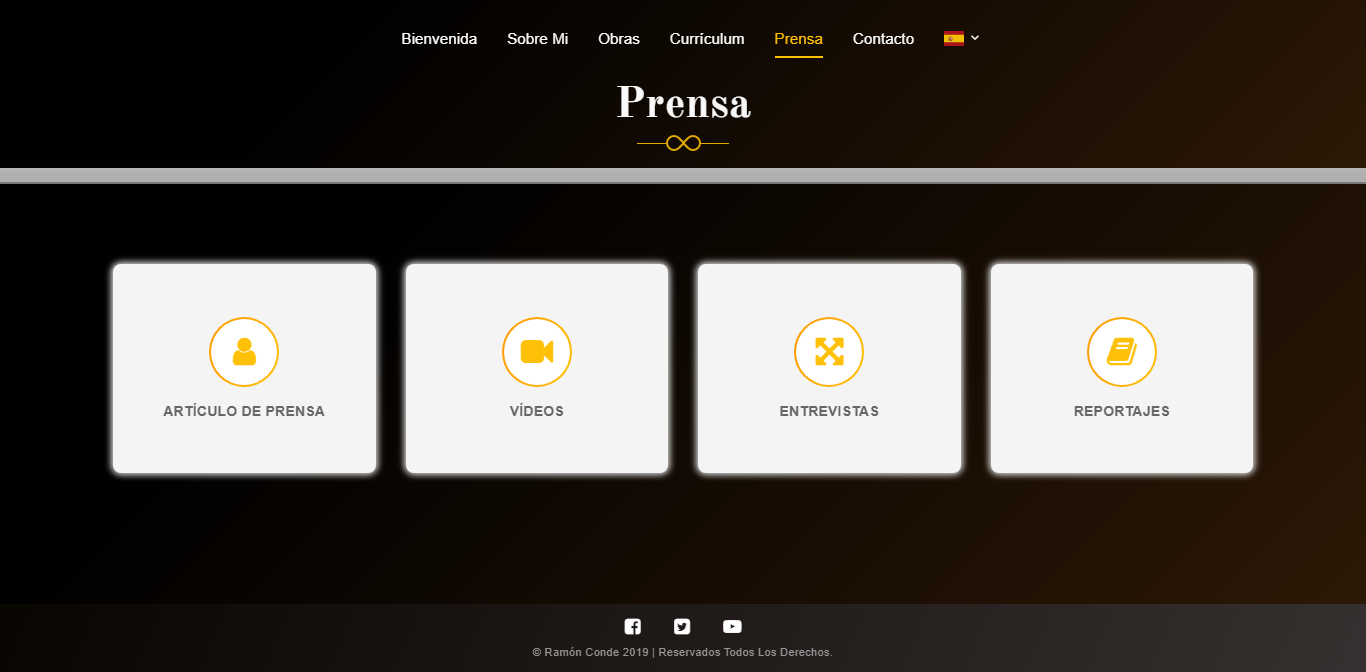 Bienvenida Sobre Mi Obras Currículum Prensa Contacto
Prensa
ARTÍCULO DE PRENSA
VÍDEOS
ENTREVISTAS
REPORTAJES
© Ramón Conde 2019 | Reservados Todos Los Derechos.